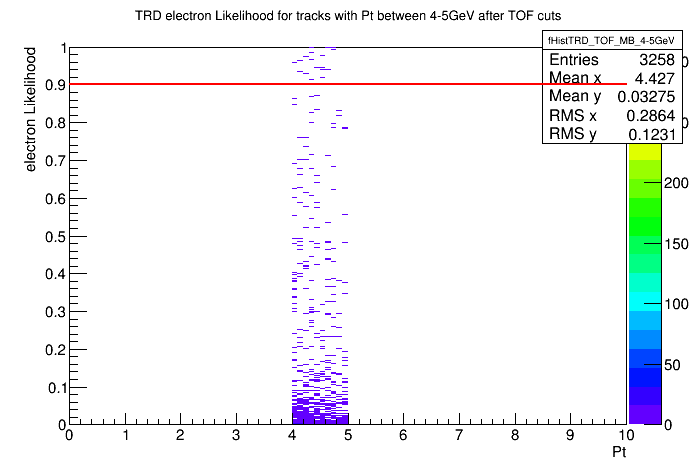 TRD electron Likelihood for tracks with Pt between 4-5GeV after TOF cuts
fHistTRD_TOF_MB_4-5GeV
Entries 3258
Mean x 4.427
Mean y 0.03275
RMS x 0.2864
RMS y 0.1231
electron Likelihood
1
0.9
0.8
0.7
0.6
0.5
0.4
0.3
0.2
0.1
0
0 1 2 3 4 5 6 7 8 9 10
Pt
200
150
100
50
0